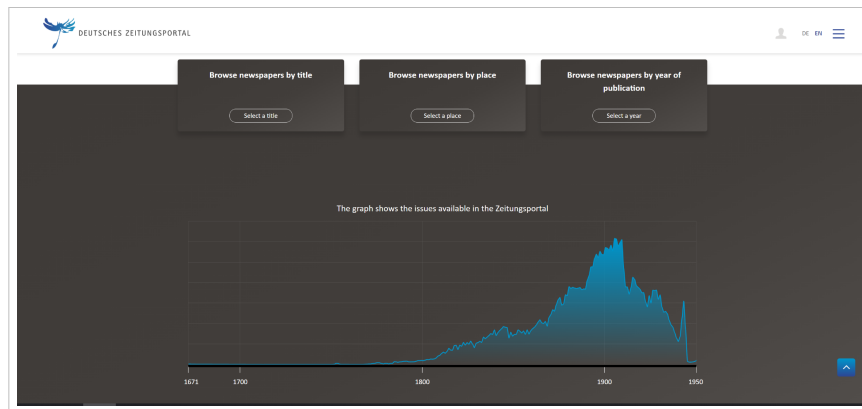 DEUTSCHES ZEITUNGSPORTAL
DE EN
Browse newspapers by title
Select a title
Browse newspapers by place
Select a place
Browse newspapers by year of
publication
Select a year
The graph shows the issues available in the Zeitungsportal
1671 1700 1800 1900 1950